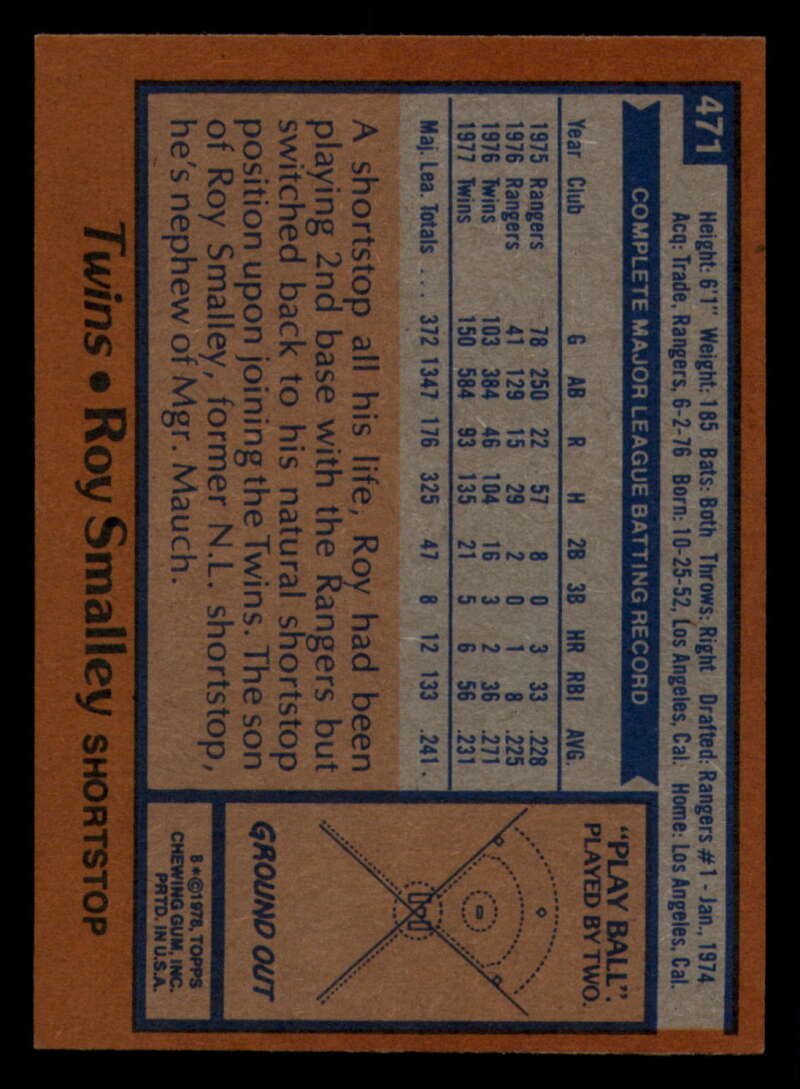 471
Height: 6'1" Weight: 185 Bats: Both Throws: Right Drafted: Rangers #1 - Jan., 1974
Acq: Trade, Rangers, 6-2-76 Born: 10-25-52, Los Angeles, Cal. Home: Los Angeles, Cal.
COMPLETE MAJOR LEAGUE BATTING RECORD
Year Club G AB R H 2B 3B HR RBI AVG.
1975 Rangers 78 250 22 57 8 0 3 33 .228
1976 Rangers 41 129 15 29 2 0 1 8 .225
1976 Twins 103 384 46 104 16 3 2 36 .271
1977 Twins 150 584 93 135 21 5 6 56 .231
Maj. Lea. Totals . . . 372 1347 176 325 47 8 12 133 .241
A shortstop all his life, Roy had been
playing 2nd base with the Rangers but
switched back to his natural shortstop
position upon joining the Twins. The son
of Roy Smalley, former N.L. shortstop,
he's nephew of Mgr. Mauch.
"PLAY BALL":
PLAYED BY TWO.
GROUND OUT
B*©1978, TOPPS
CHEWING GUM, INC.
PRTD. IN U.S.A.
Twins • Roy Smalley SHORTSTOP